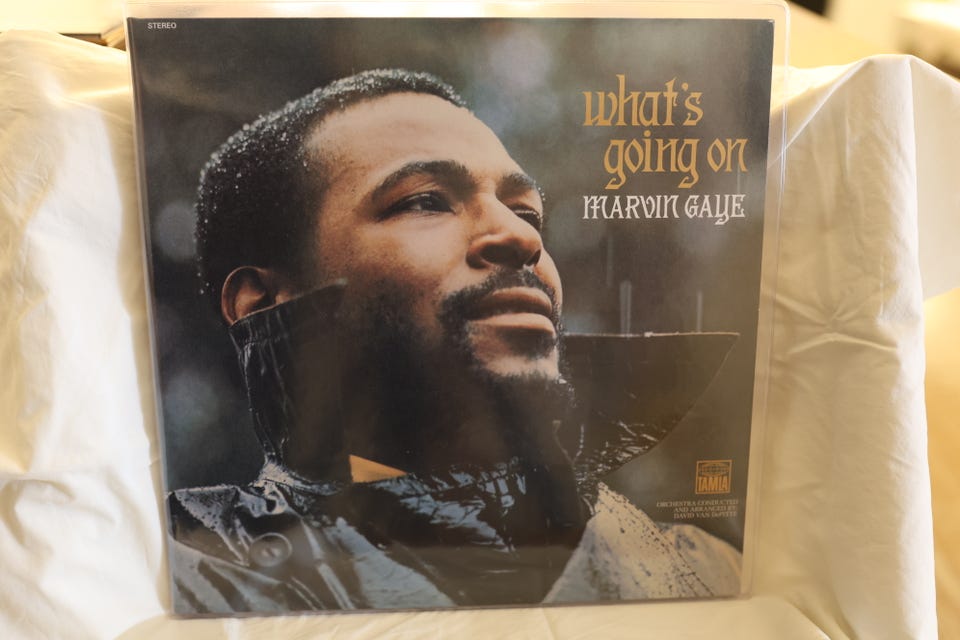 STEREO
what's
going on
MARVIN GAYE
TAMLA
ORCHESTRA CONDUCTED
AND ARRANGED BY:
DAVID VAN DePITTE